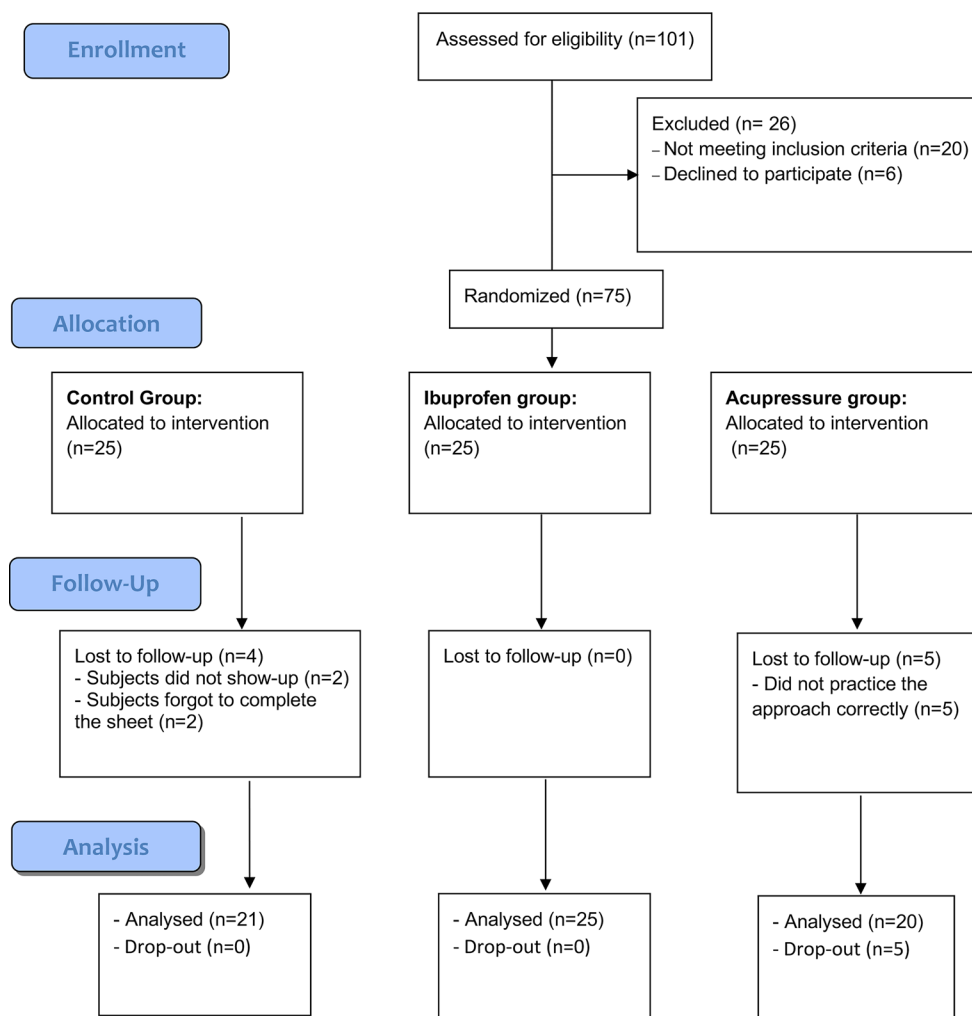 Enrollment
Assessed for eligibility (n=101)
Excluded (n= 26)
– Not meeting inclusion criteria (n=20)
– Declined to participate (n=6)
Randomized (n=75)
Allocation
Control Group:
Allocated to intervention
(n=25)
Ibuprofen group:
Allocated to intervention
(n=25)
Acupressure group:
Allocated to intervention
(n=25)
Follow-Up
Lost to follow-up (n=4)
- Subjects did not show-up (n=2)
- Subjects forgot to complete
the sheet (n=2)
Lost to follow-up (n=0)
Lost to follow-up (n=5)
- Did not practice the
approach correctly (n=5)
Analysis
- Analysed (n=21)
- Drop-out (n=0)
- Analysed (n=25)
- Drop-out (n=0)
- Analysed (n=20)
- Drop-out (n=5)